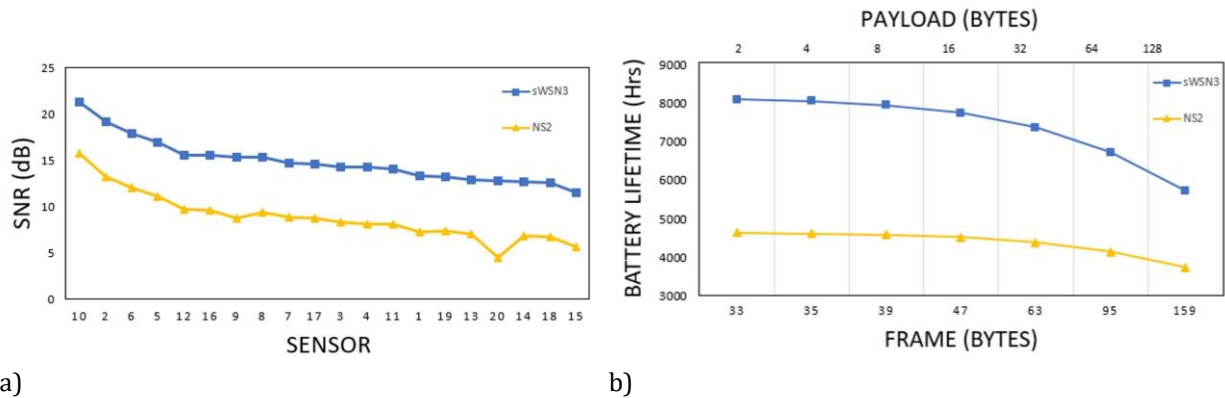 25
20
15
10
5
0
SNR (dB)
sWSN3
NS2
10 2 6 5 12 16 9 8 7 17 3 4 11 1 19 13 20 14 18 15
SENSOR
a)
PAYLOAD (BYTES)
2 4 8 16 32 64 128
9000
8000
7000
6000
5000
4000
3000
BATTERY LIFETIME (Hrs)
sWSN3
NS2
33 35 39 47 63 95 159
FRAME (BYTES)
b)